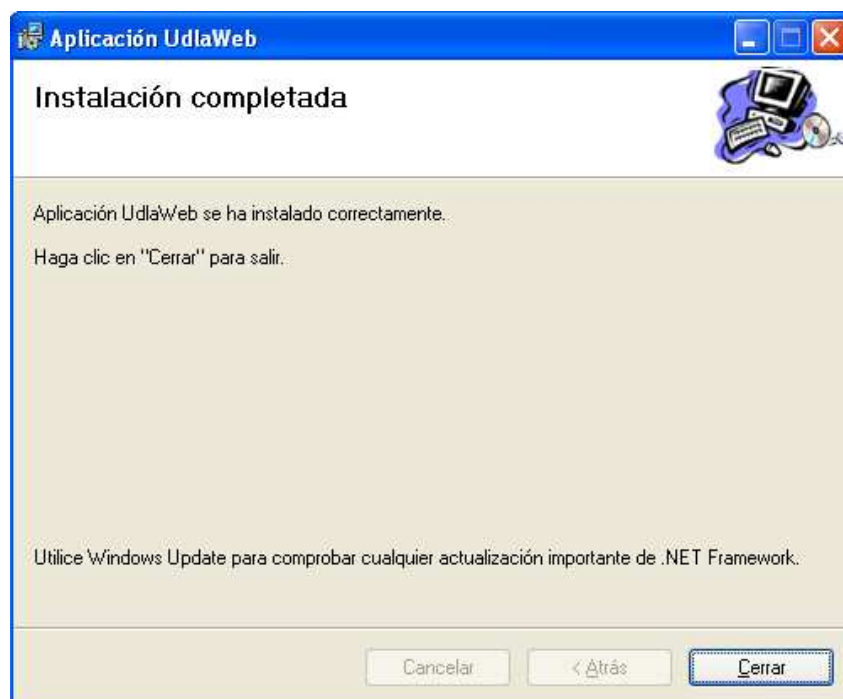 Aplicación UdlaWeb
Instalación completada
Aplicación UdlaWeb se ha instalado correctamente.
Haga clic en "Cerrar" para salir.
Utilice Windows Update para comprobar cualquier actualización importante de .NET Framework.
Cancelar
< Atrás
Cerrar